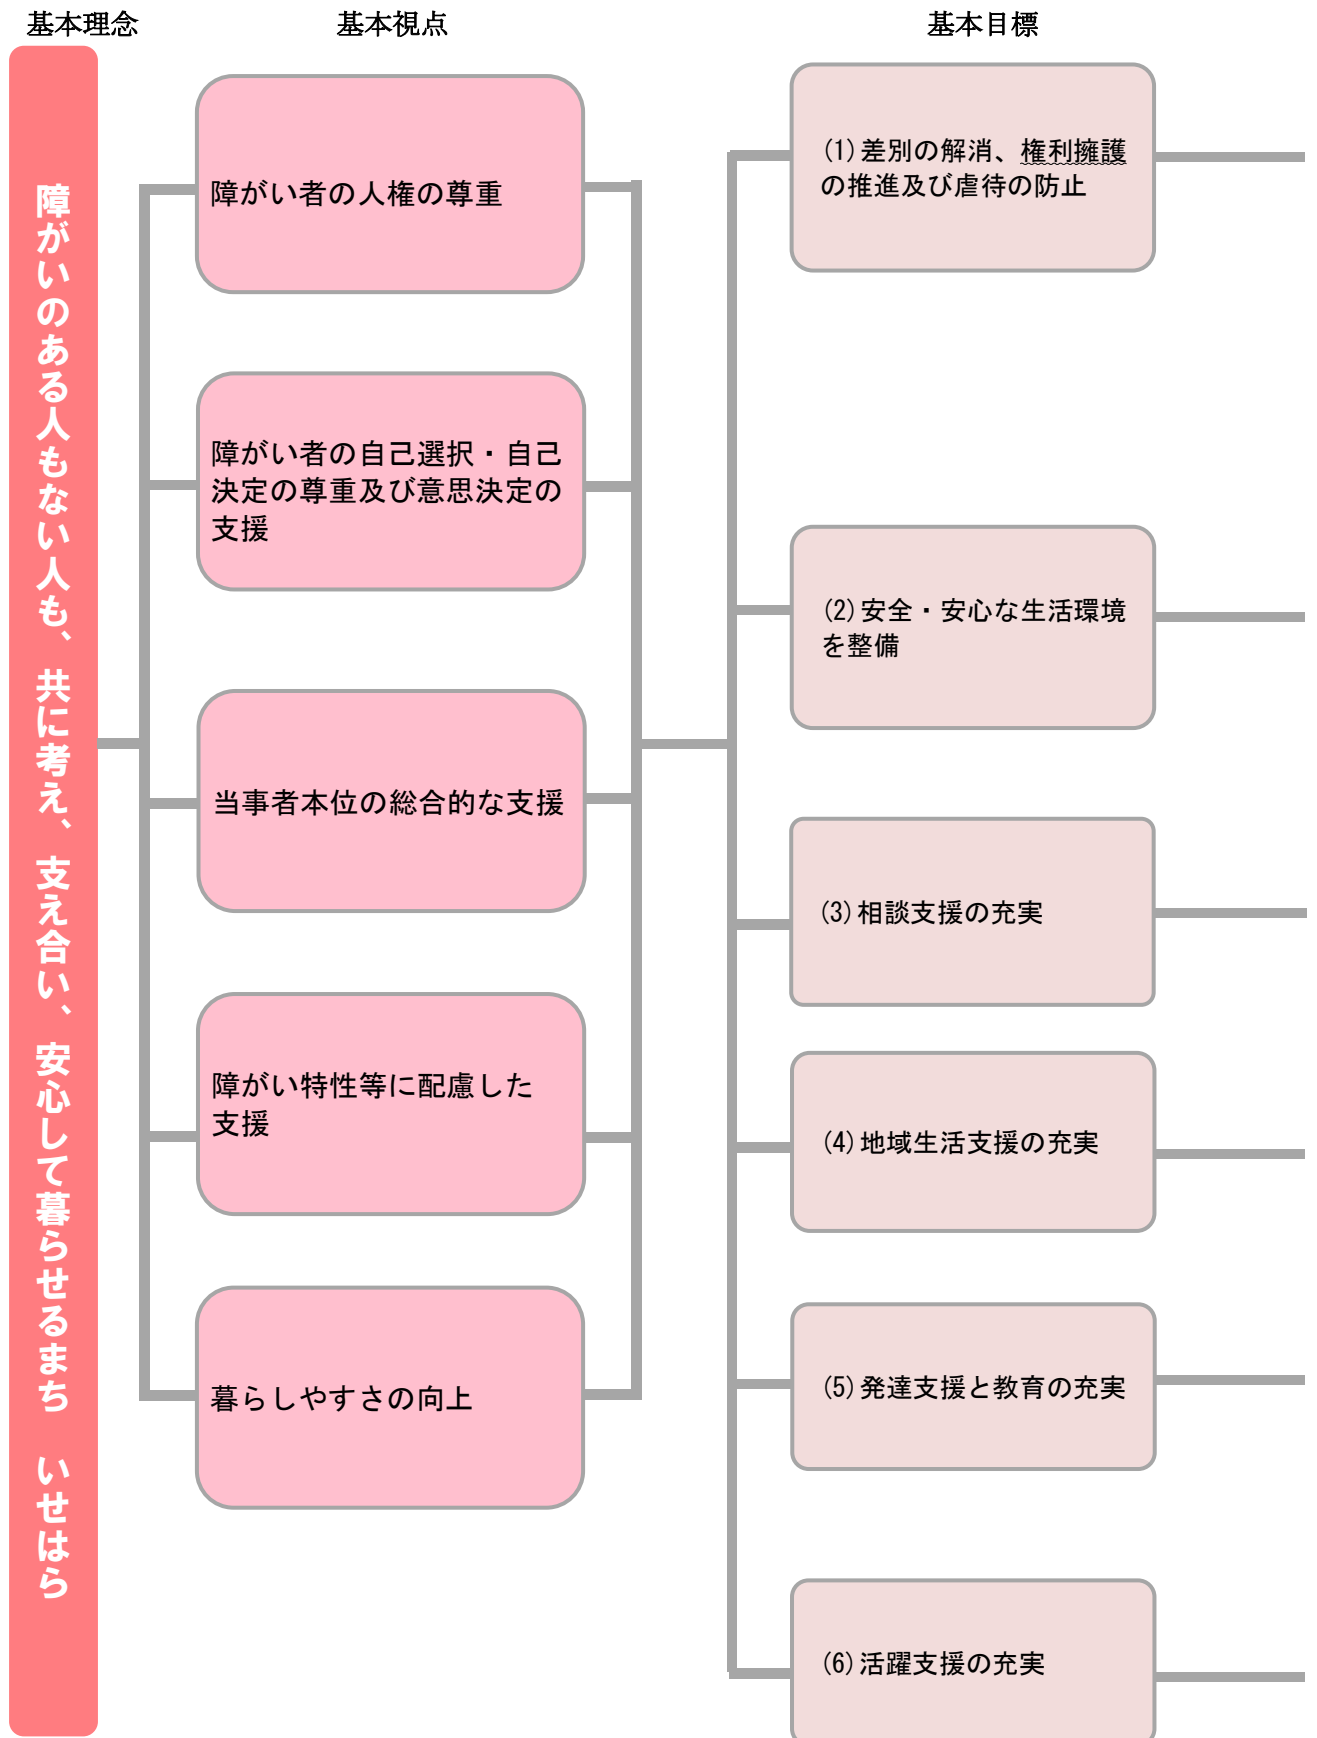 基本理念
基本視点
基本目標
障がいのある人もない人も、共に考え、支え合い、安心して暮らせるまち　いせはら
障がい者の人権の尊重
障がい者の自己選択・自己
決定の尊重及び意思決定の
支援
当事者本位の総合的な支援
障がい特性等に配慮した
支援
暮らしやすさの向上
(1)差別の解消、権利擁護
の推進及び虐待の防止
(2)安全・安心な生活環境
を整備
(3)相談支援の充実
(4)地域生活支援の充実
(5)発達支援と教育の充実
(6)活躍支援の充実